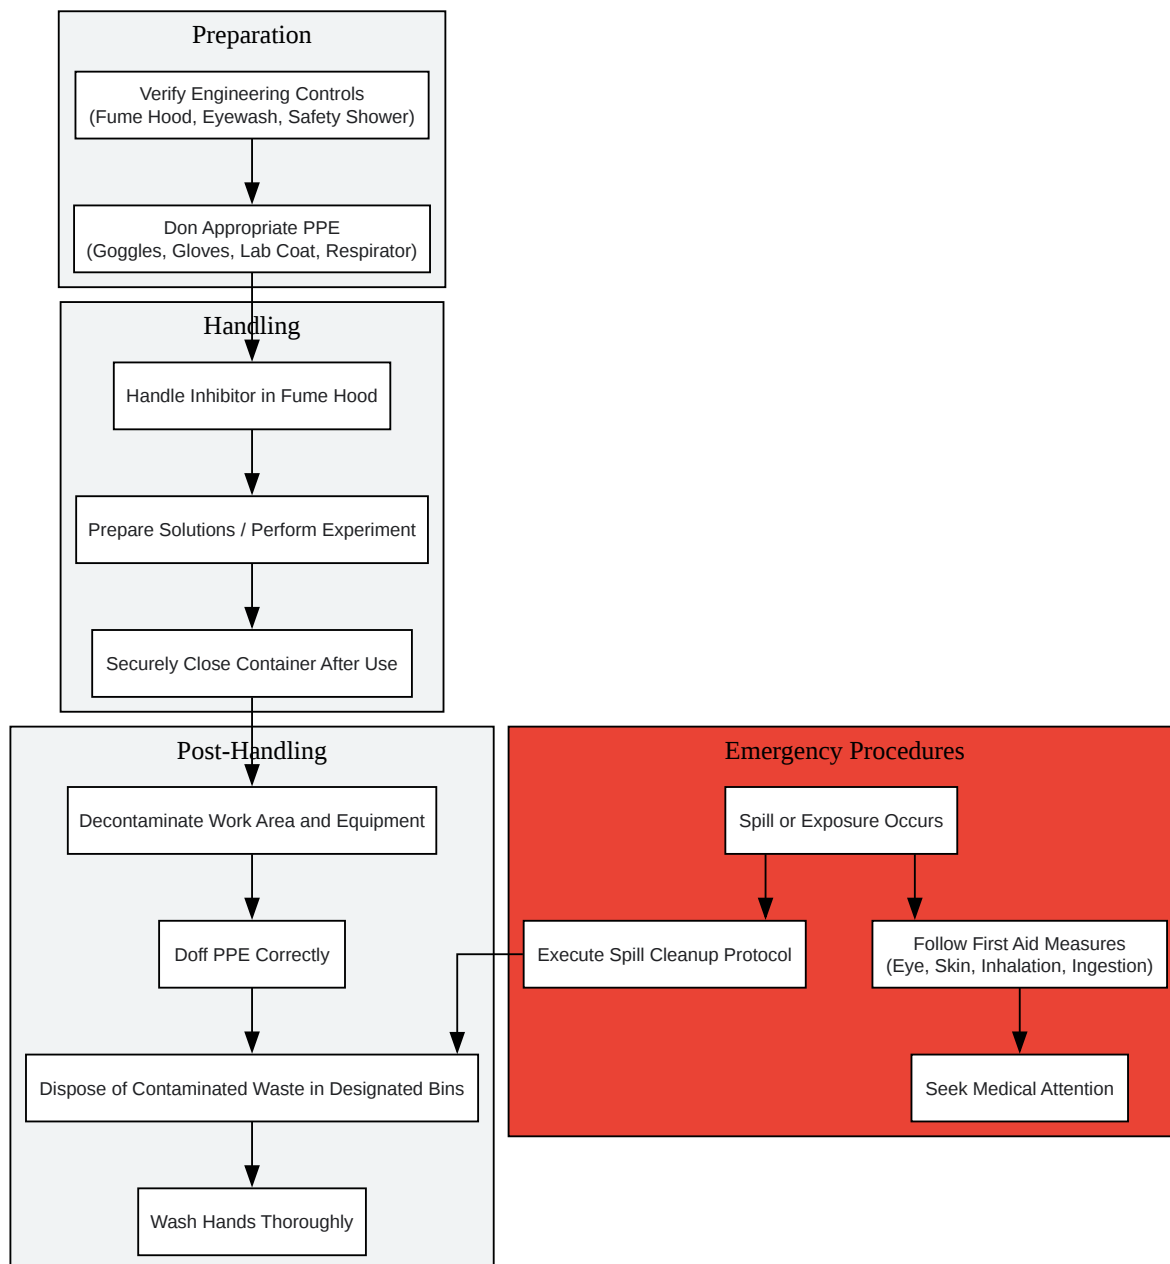 Preparation
Verify Engineering Controls
(Fume Hood, Eyewash, Safety Shower)
Don Appropriate PPE
(Goggles, Gloves, Lab Coat, Respirator)
Handling
Handle Inhibitor in Fume Hood
Prepare Solutions / Perform Experiment
Securely Close Container After Use
Post-Handling
Decontaminate Work Area and Equipment
Doff PPE Correctly
Dispose of Contaminated Waste in Designated Bins
Wash Hands Thoroughly
Emergency Procedures
Spill or Exposure Occurs
Execute Spill Cleanup Protocol
Follow First Aid Measures
(Eye, Skin, Inhalation, Ingestion)
Seek Medical Attention